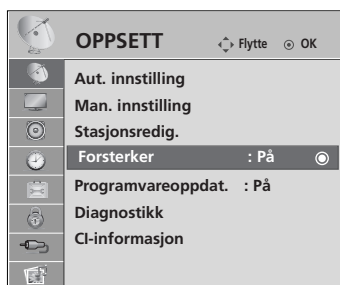 OPPSETT Flytte OK
Aut. innstilling
Man. innstilling
Stasjonsredig.
Forsterker : På
Programvareoppdat. : På
Diagnostikk
CI-informasjon